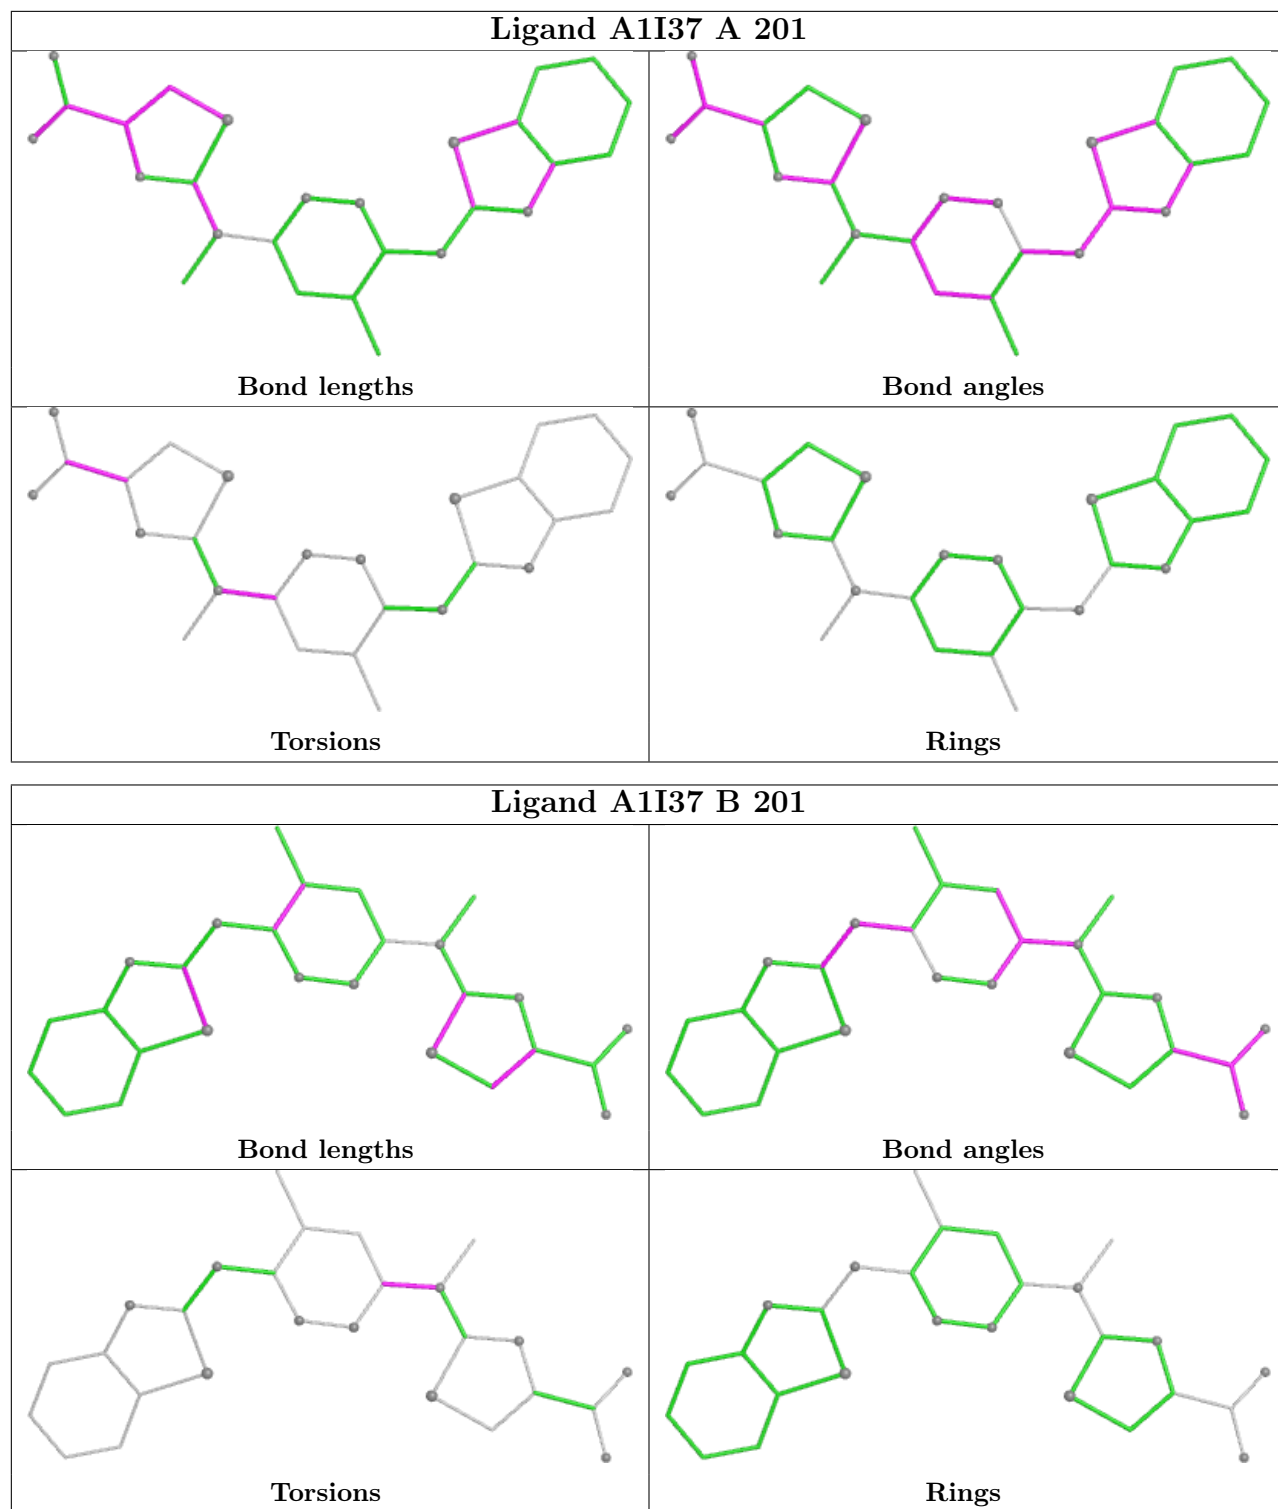 Ligand A1I37 A 201
Bond lengths
Bond angles
Torsions
Rings
Ligand A1I37 B 201
Bond lengths
Bond angles
Torsions
Rings